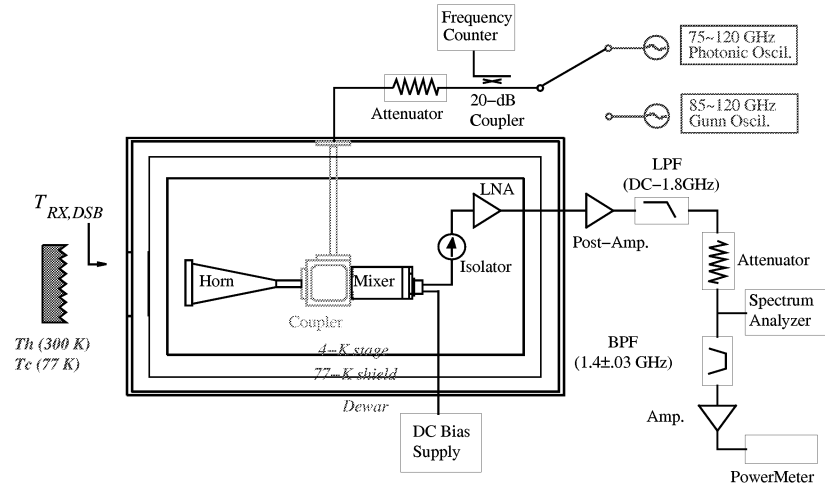 Frequency
Counter
75~120 GHz
Photonic Oscil.
Attenuator
20-dB
Coupler
85~120 GHz
Gunn Oscil.
T RX,DSB
LNA
LPF
(DC-1.8GHz)
Post-Amp.
Isolator
Horn
Mixer
Coupler
Attenuator
Spectrum
Analyzer
Th (300 K)
Tc (77 K)
4-K stage
77-K shield
Dewar
BPF
(1.4±.03 GHz)
DC Bias
Supply
Amp.
PowerMeter